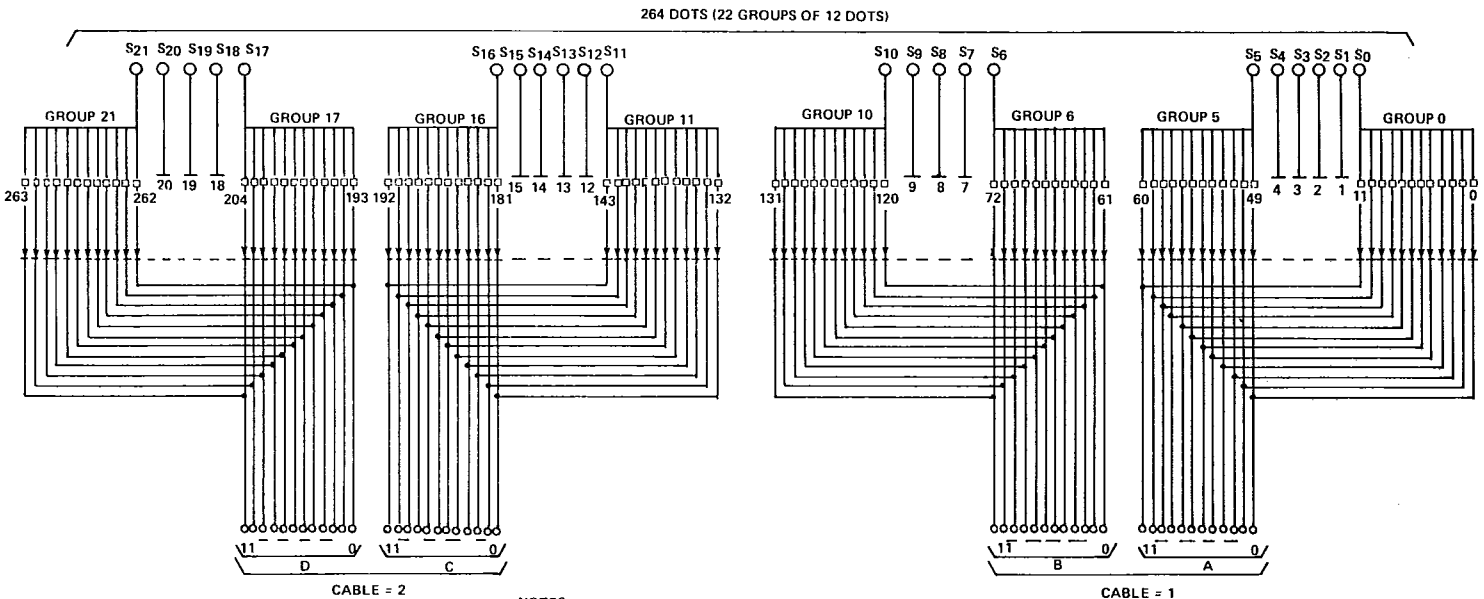 264 DOTS (22 GROUPS OF 12 DOTS)
S21 S20 S19 S18 S17 S16 S15 S14 S13 S12 S11 S10 S9 S8 S7 S6 S5 S4 S3 S2 S1 S0
GROUP 21 GROUP 17 GROUP 16 GROUP 11 GROUP 10 GROUP 6 GROUP 5 GROUP 0
20 19 18 15 14 13 12 9 8 7 4 3 2 1
263 262 204 193 192 181 143 132 131 120 72 61 60 49 11 0
11 0 11 0 11 0 11 0
D C B A
CABLE = 2 CABLE = 1